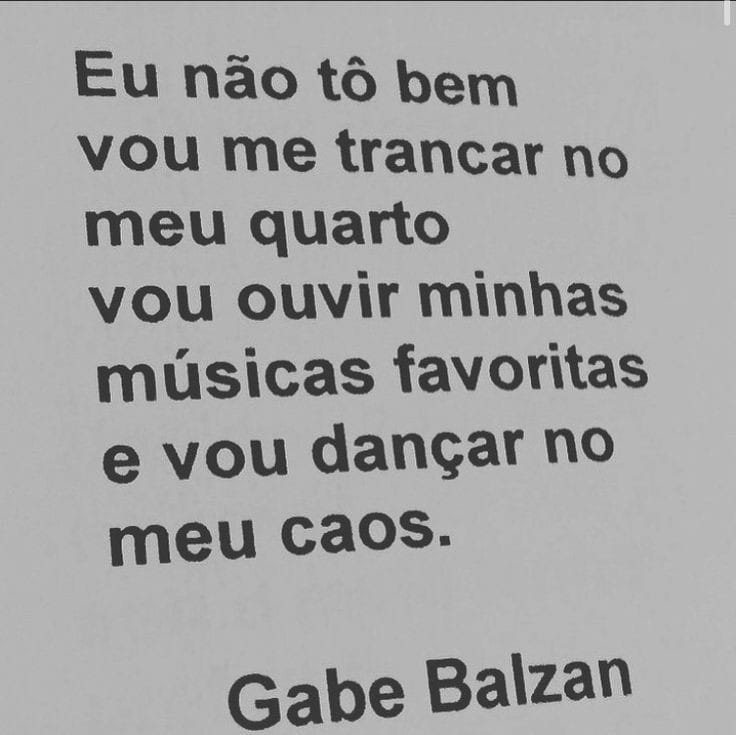 Eu não tô bem
vou me trancar no
meu quarto
vou ouvir minhas
músicas favoritas
e vou dançar no
meu caos.
Gabe Balzan